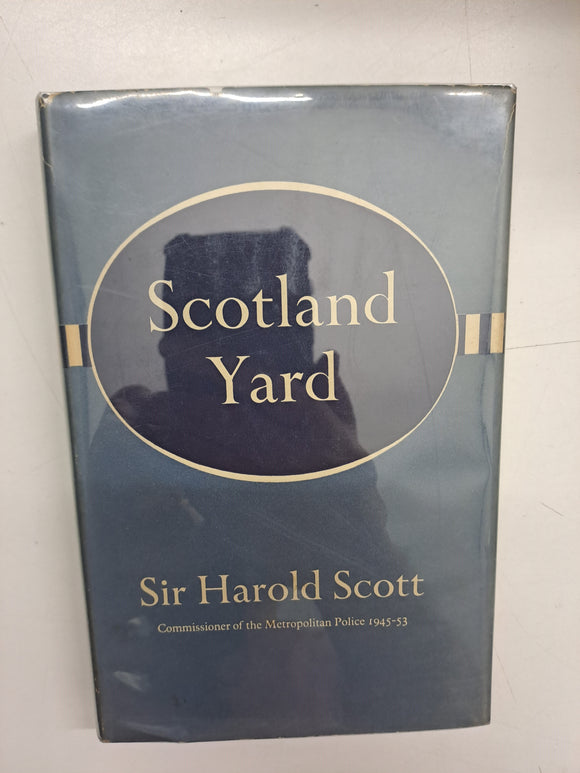 Scotland
Yard
Sir Harold Scott
Commissioner of the Metropolitan Police 1945-53